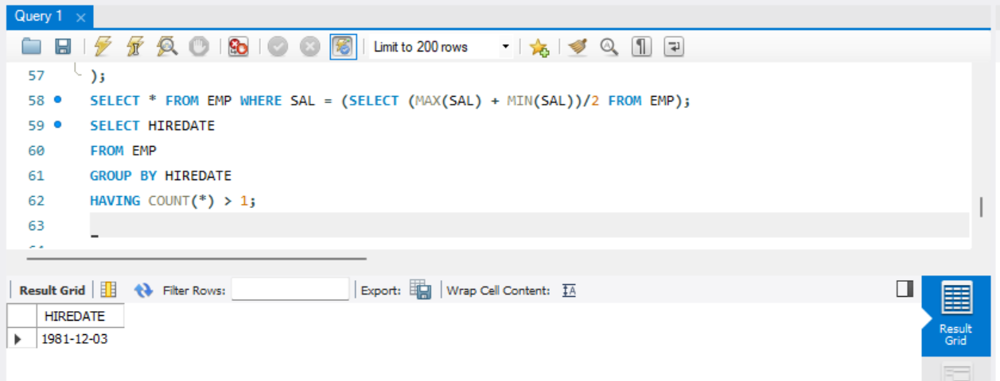 Query 1
Limit to 200 rows
57 );
58 SELECT * FROM EMP WHERE SAL = (SELECT (MAX(SAL) + MIN(SAL))/2 FROM EMP);
59 SELECT HIREDATE
60 FROM EMP
61 GROUP BY HIREDATE
62 HAVING COUNT(*) > 1;
63
Result Grid Filter Rows: Export: Wrap Cell Content:
HIREDATE
1981-12-03
Result
Grid